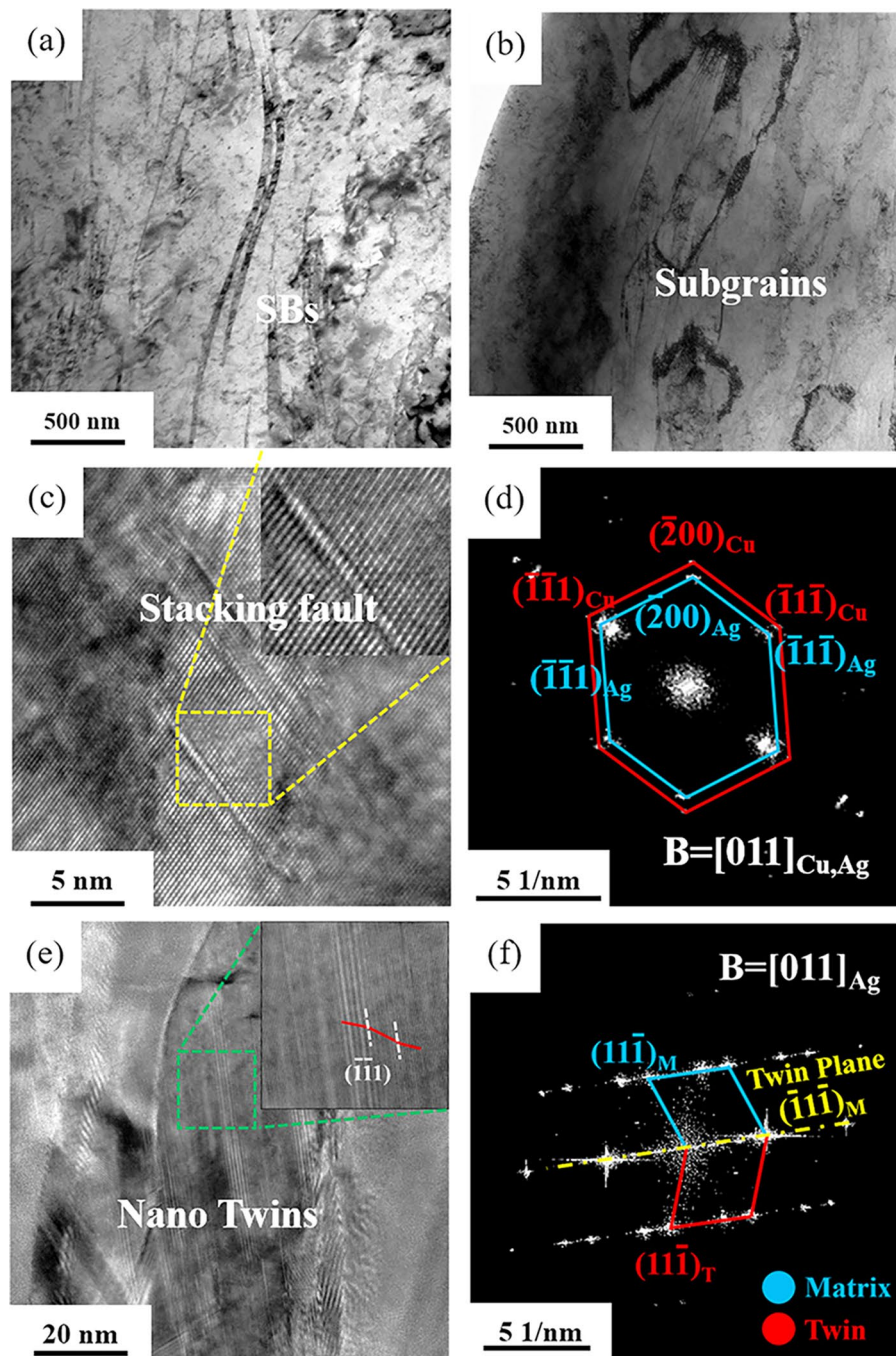 (a)
SBs
500 nm
(b)
Subgrains
500 nm
(c)
Stacking fault
5 nm
(d)
(2̄00)Cu
(1̄1̄1)Cu
(1̄11̄)Cu
(2̄00)Ag
(1̄11̄)Ag
(1̄1̄1)Ag
B=[011]Cu,Ag
5 1/nm
(e)
(1̄1̄1)
Nano Twins
20 nm
(f)
B=[011]Ag
(111̄)M
Twin Plane
(1̄11̄)M
(111̄)T
Matrix
Twin
5 1/nm